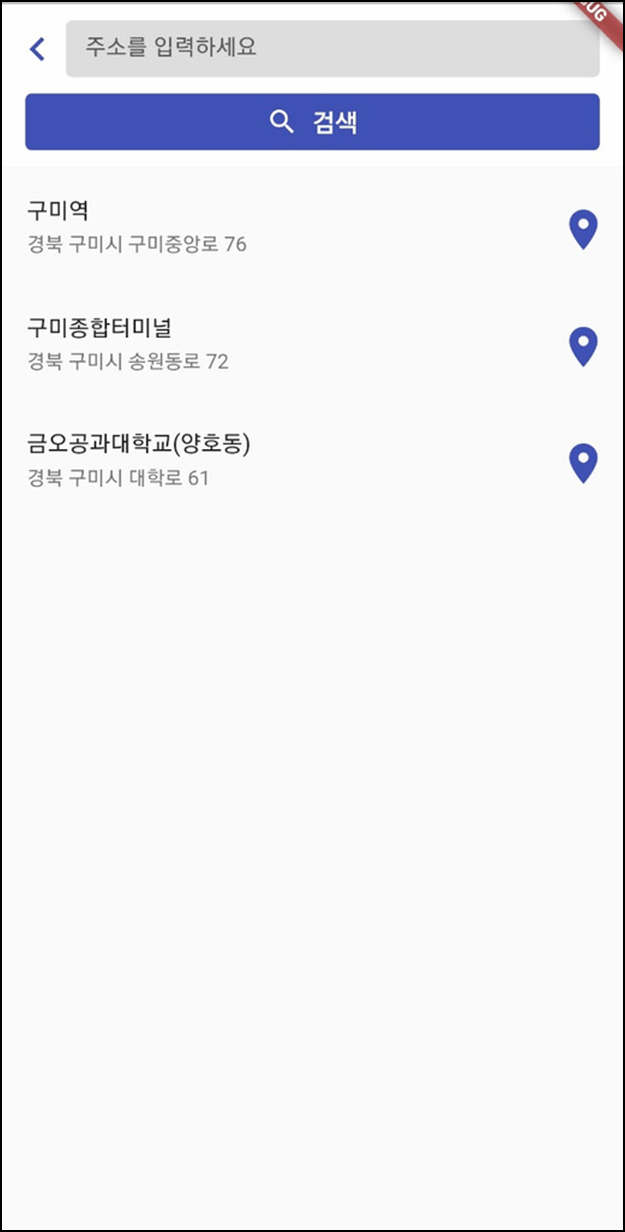 주소를 입력하세요
검색
구미역
경북 구미시 구미중앙로 76
구미종합터미널
경북 구미시 송원동로 72
금오공과대학교(양호동)
경북 구미시 대학로 61